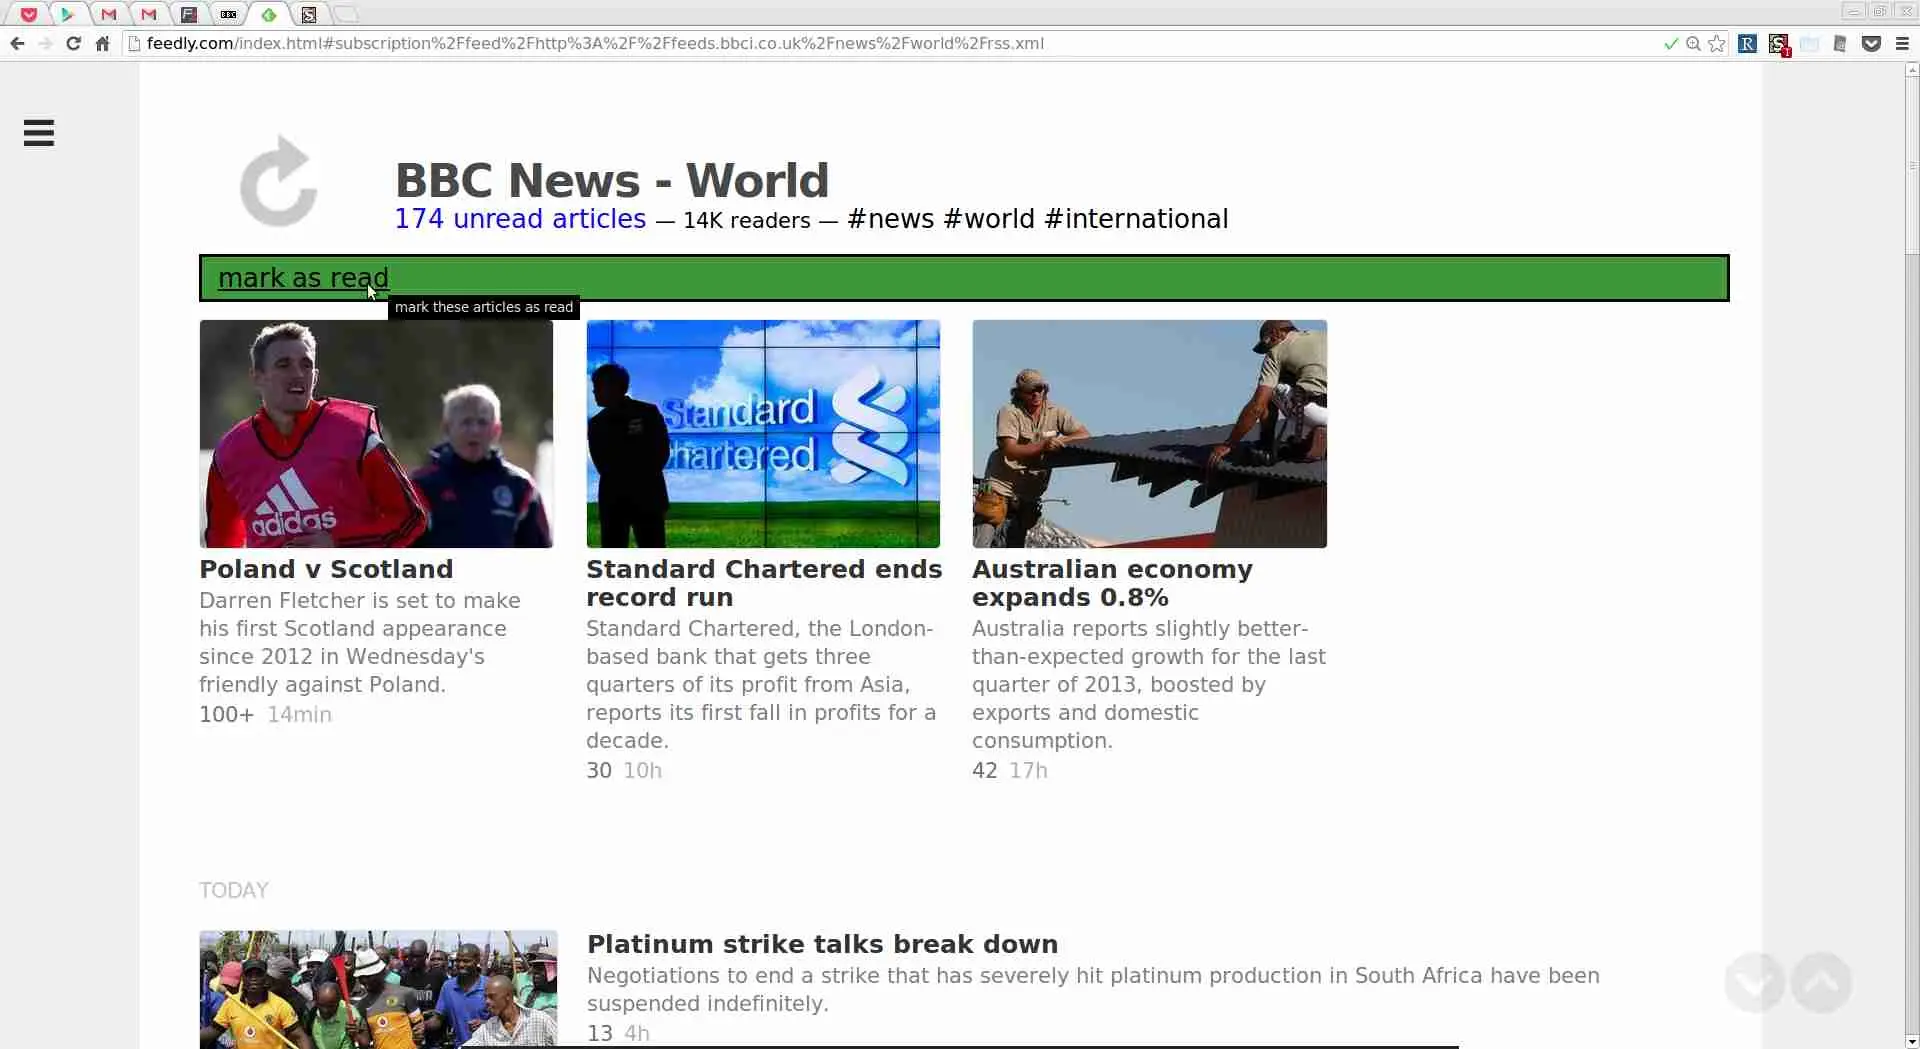 BBC
feedly.com/index.html#subscription%2Ffeed%2Fhttp%3A%2F%2Ffeeds.bbci.co.uk%2Fnews%2Fworld%2Frss.xml
BBC News - World
174 unread articles — 14K readers — #news #world #international
mark as read
mark these articles as read
adidas
Standard
Chartered
Poland v Scotland
Darren Fletcher is set to make
his first Scotland appearance
since 2012 in Wednesday's
friendly against Poland.
100+ 14min
Standard Chartered ends
record run
Standard Chartered, the London-
based bank that gets three
quarters of its profit from Asia,
reports its first fall in profits for a
decade.
30 10h
Australian economy
expands 0.8%
Australia reports slightly better-
than-expected growth for the last
quarter of 2013, boosted by
exports and domestic
consumption.
42 17h
TODAY
Platinum strike talks break down
Negotiations to end a strike that has severely hit platinum production in South Africa have been
suspended indefinitely.
13 4h